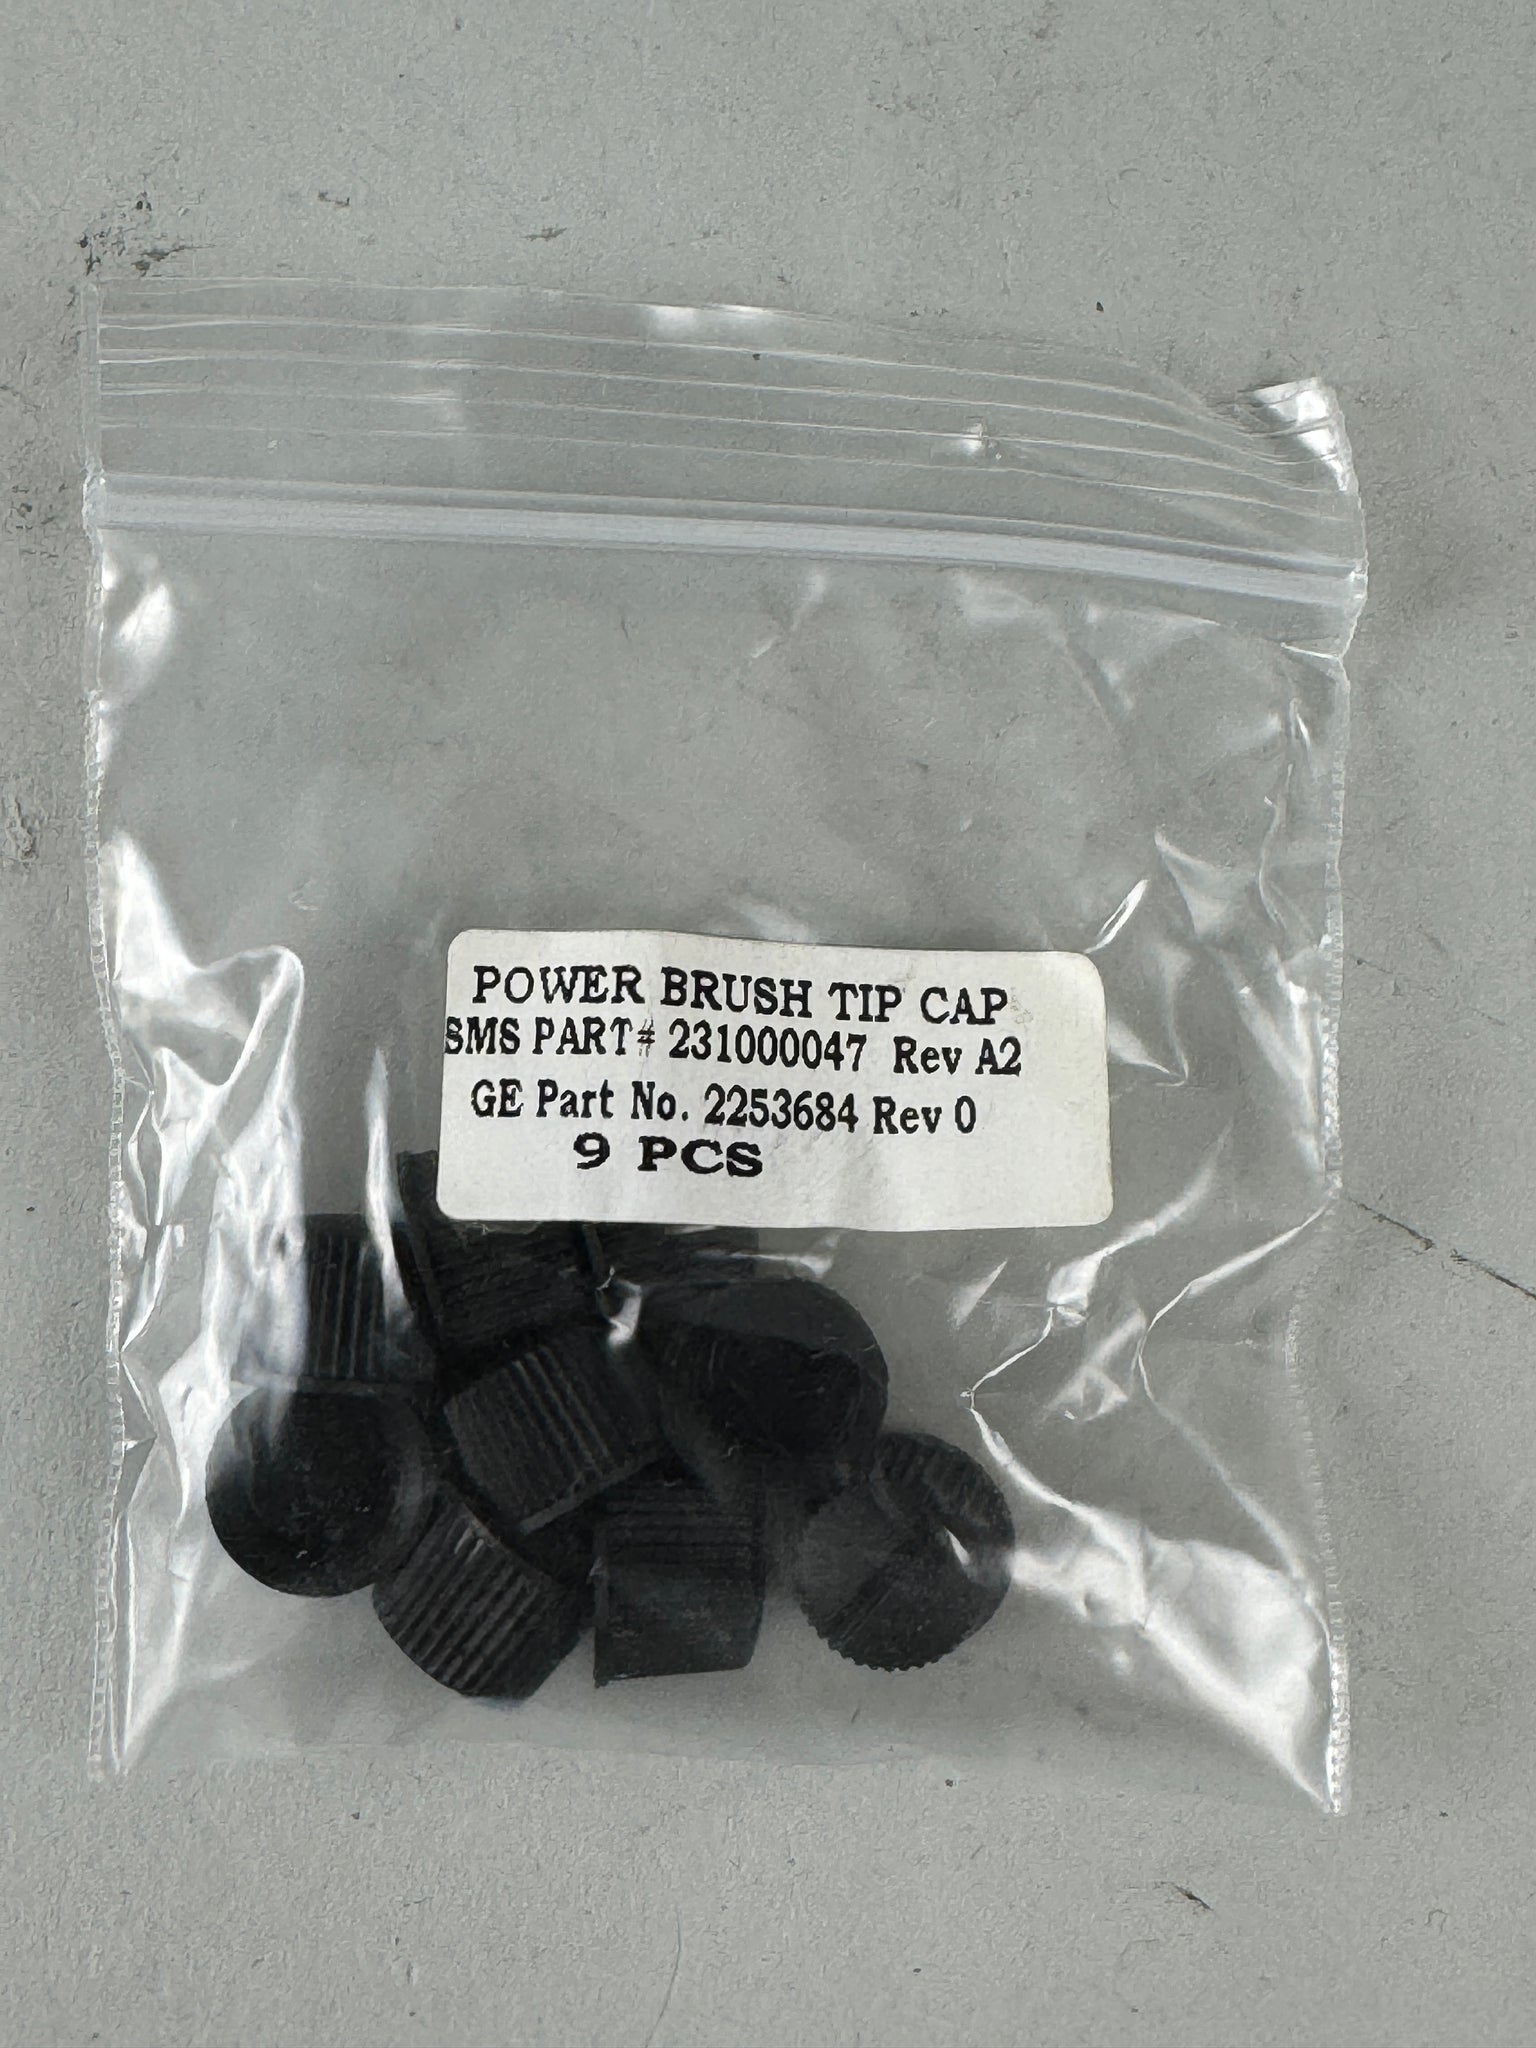 POWER BRUSH TIP CAP
SMS PART# 231000047 Rev A2
GE Part No. 2253684 Rev 0
9 PCS